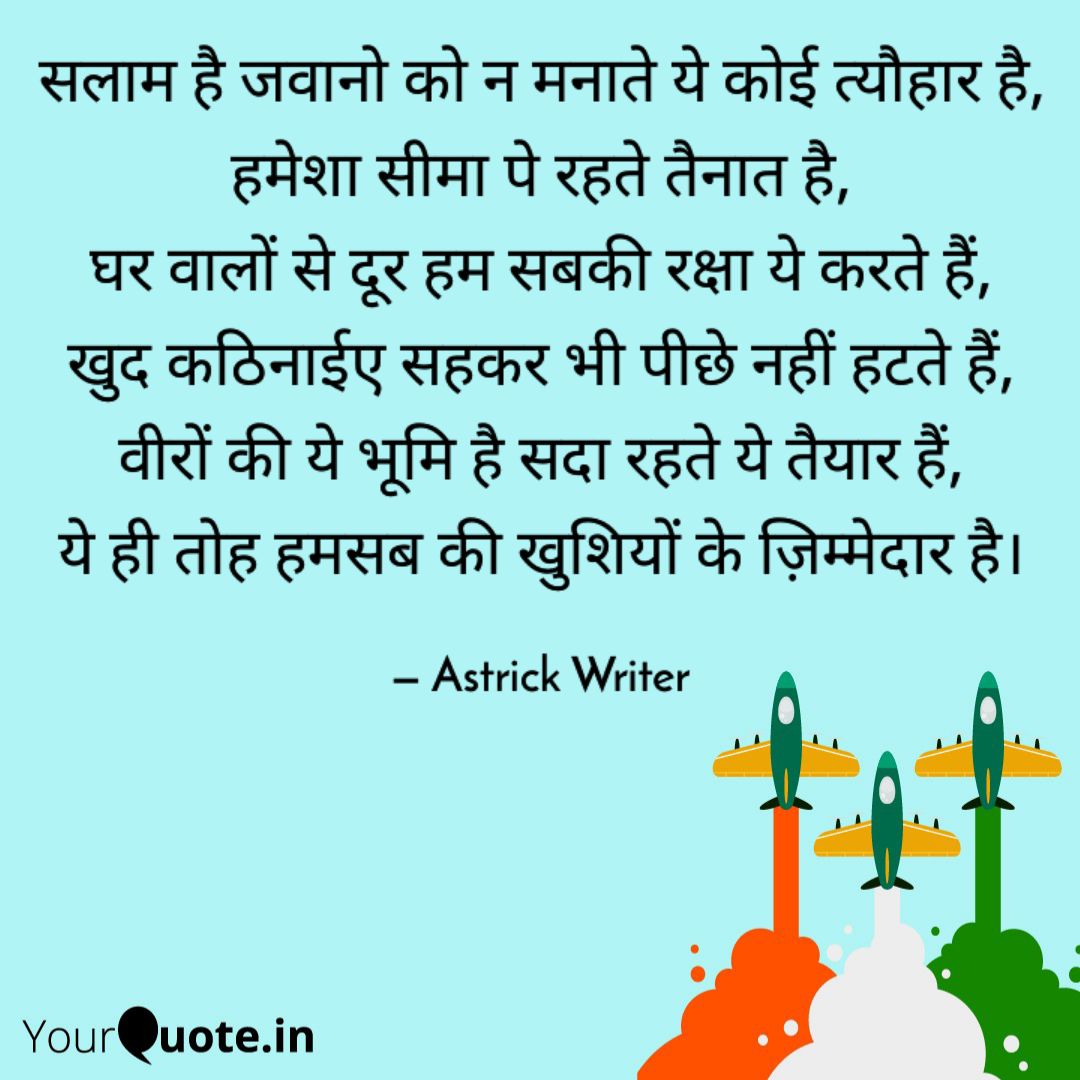 सलाम है जवानो को न मनाते ये कोई त्यौहार है,
हमेशा सीमा पे रहते तैनात है,
घर वालों से दूर हम सबकी रक्षा ये करते हैं,
खुद कठिनाईए सहकर भी पीछे नहीं हटते हैं,
वीरों की ये भूमि है सदा रहते ये तैयार हैं,
ये ही तोह हमसब की खुशियों के ज़िम्मेदार है।
– Astrick Writer
YourQuote.in